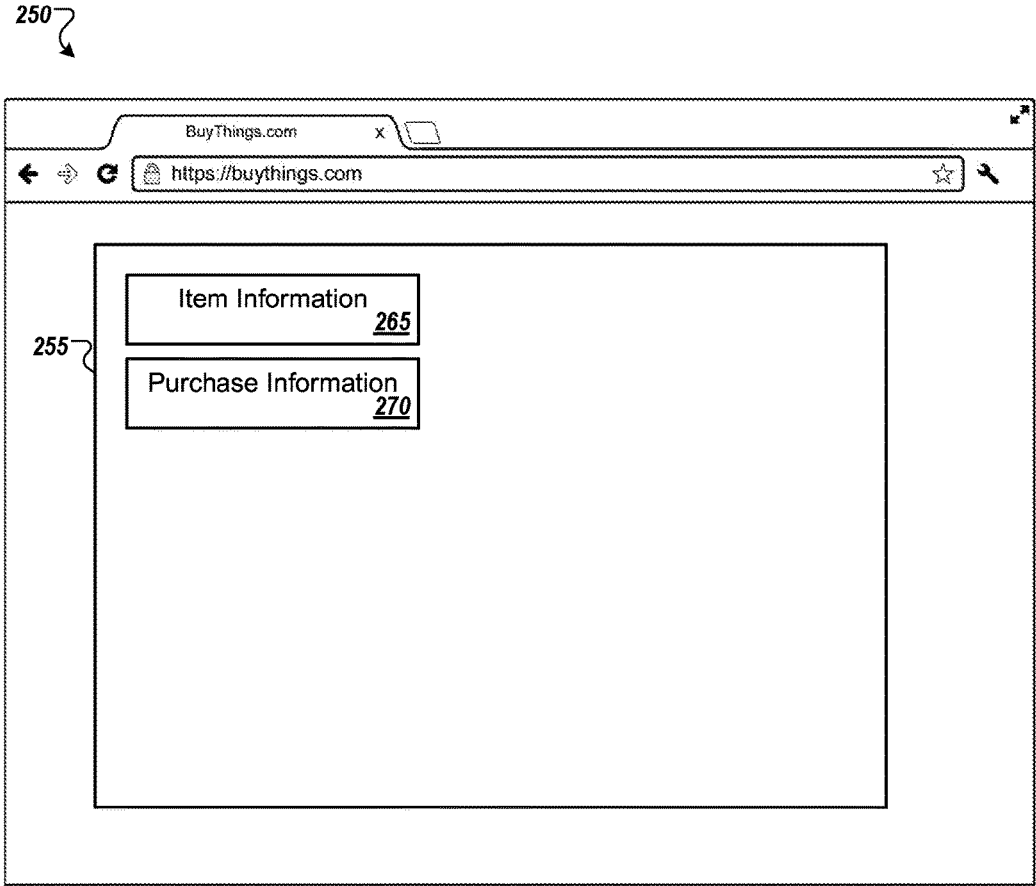 250
BuyThings.com x
https://buythings.com
Item Information
265
255
Purchase Information
270